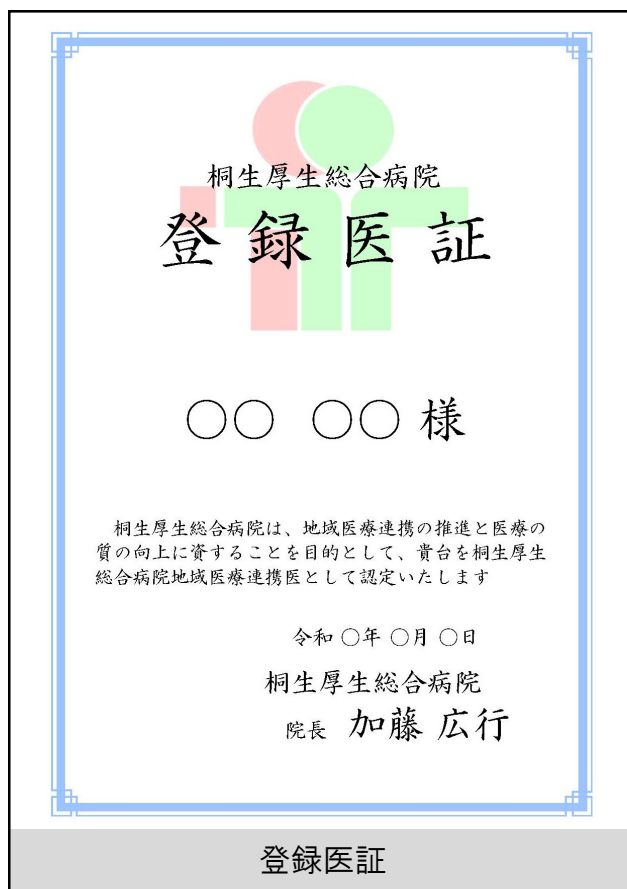 桐生厚生総合病院
登録医証
○○ ○○ 様
桐生厚生総合病院は、地域医療連携の推進と医療の
質の向上に資することを目的として、貴台を桐生厚生
総合病院地域医療連携医として認定いたします
令和 ○年 ○月 ○日
桐生厚生総合病院
院長 加藤 広行
登録医証